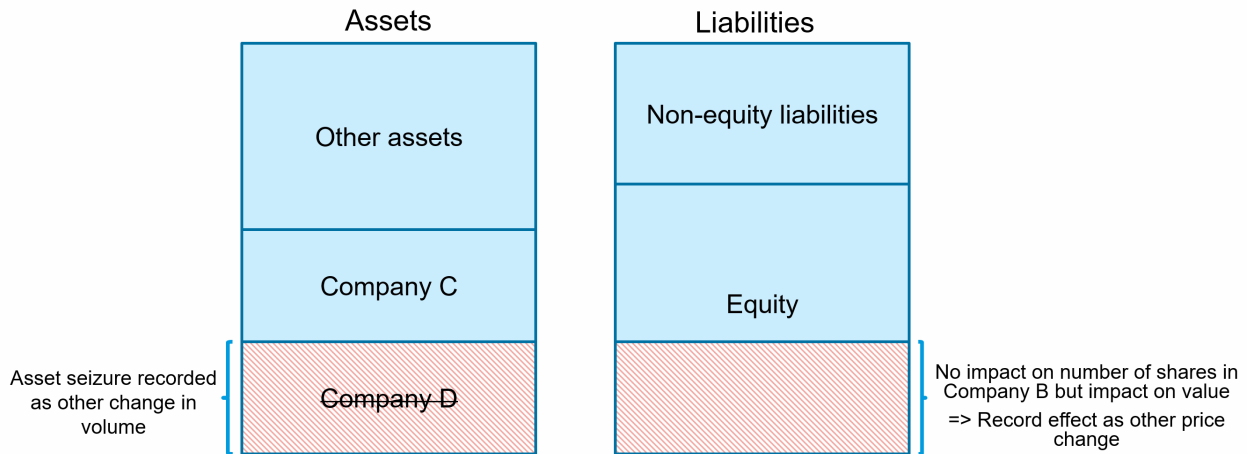 Assets
Liabilities
Other assets
Non-equity liabilities
Company C
Equity
Asset seizure recorded
as other change in
volume
Company D
No impact on number of shares in
Company B but impact on value
=> Record effect as other price
change